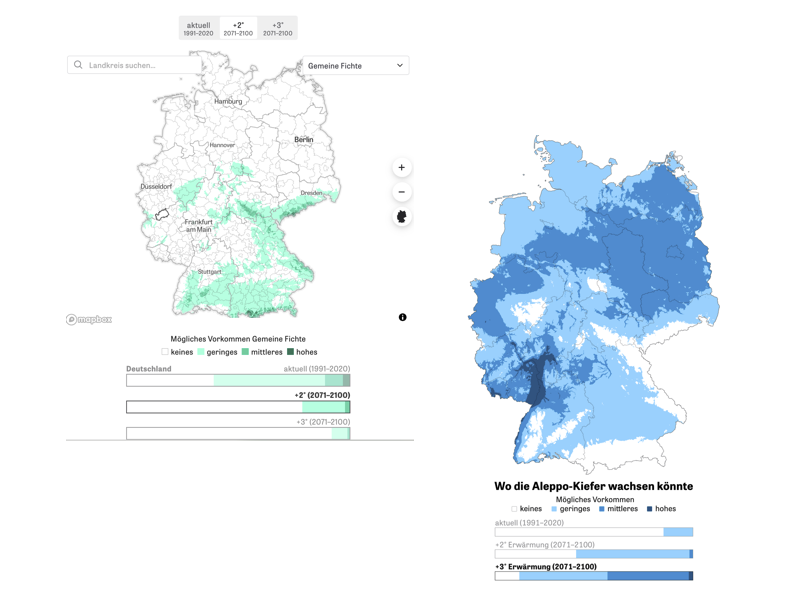 aktuell
1991-2020
+2°
2071-2100
+3°
2071-2100
Landkreis suchen...
Gemeine Fichte
Hamburg
Berlin
Hannover
Düsseldorf
Dresden
Frankfurt
am Main
Stuttgart
mapbox
Mögliches Vorkommen Gemeine Fichte
keines geringes mittleres hohes
Deutschland aktuell (1991-2020)
+2° (2071-2100)
+3° (2071-2100)
Wo die Aleppo-Kiefer wachsen könnte
Mögliches Vorkommen
keines geringes mittleres hohes
aktuell (1991–2020)
+2° Erwärmung (2071–2100)
+3° Erwärmung (2071–2100)